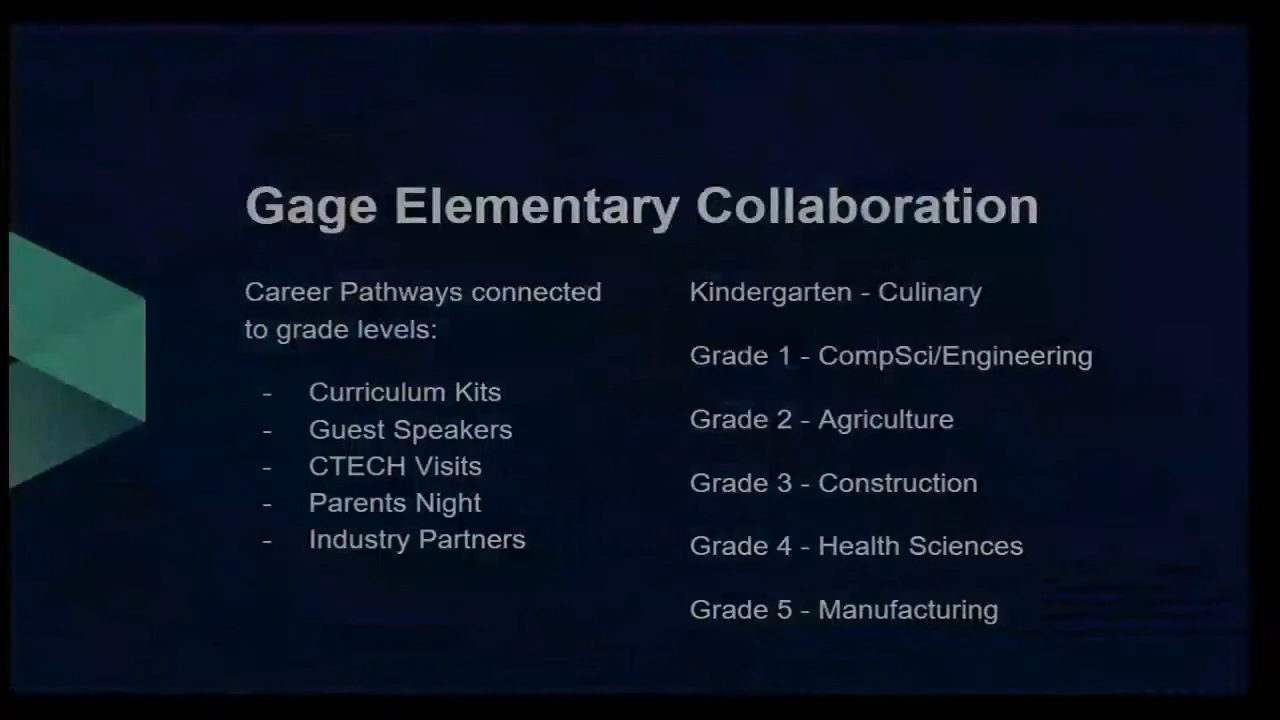 Gage Elementary Collaboration
Career Pathways connected
to grade levels:
- Curriculum Kits
- Guest Speakers
- CTECH Visits
- Parents Night
- Industry Partners
Kindergarten - Culinary
Grade 1 - CompSci/Engineering
Grade 2 - Agriculture
Grade 3 - Construction
Grade 4 - Health Sciences
Grade 5 - Manufacturing